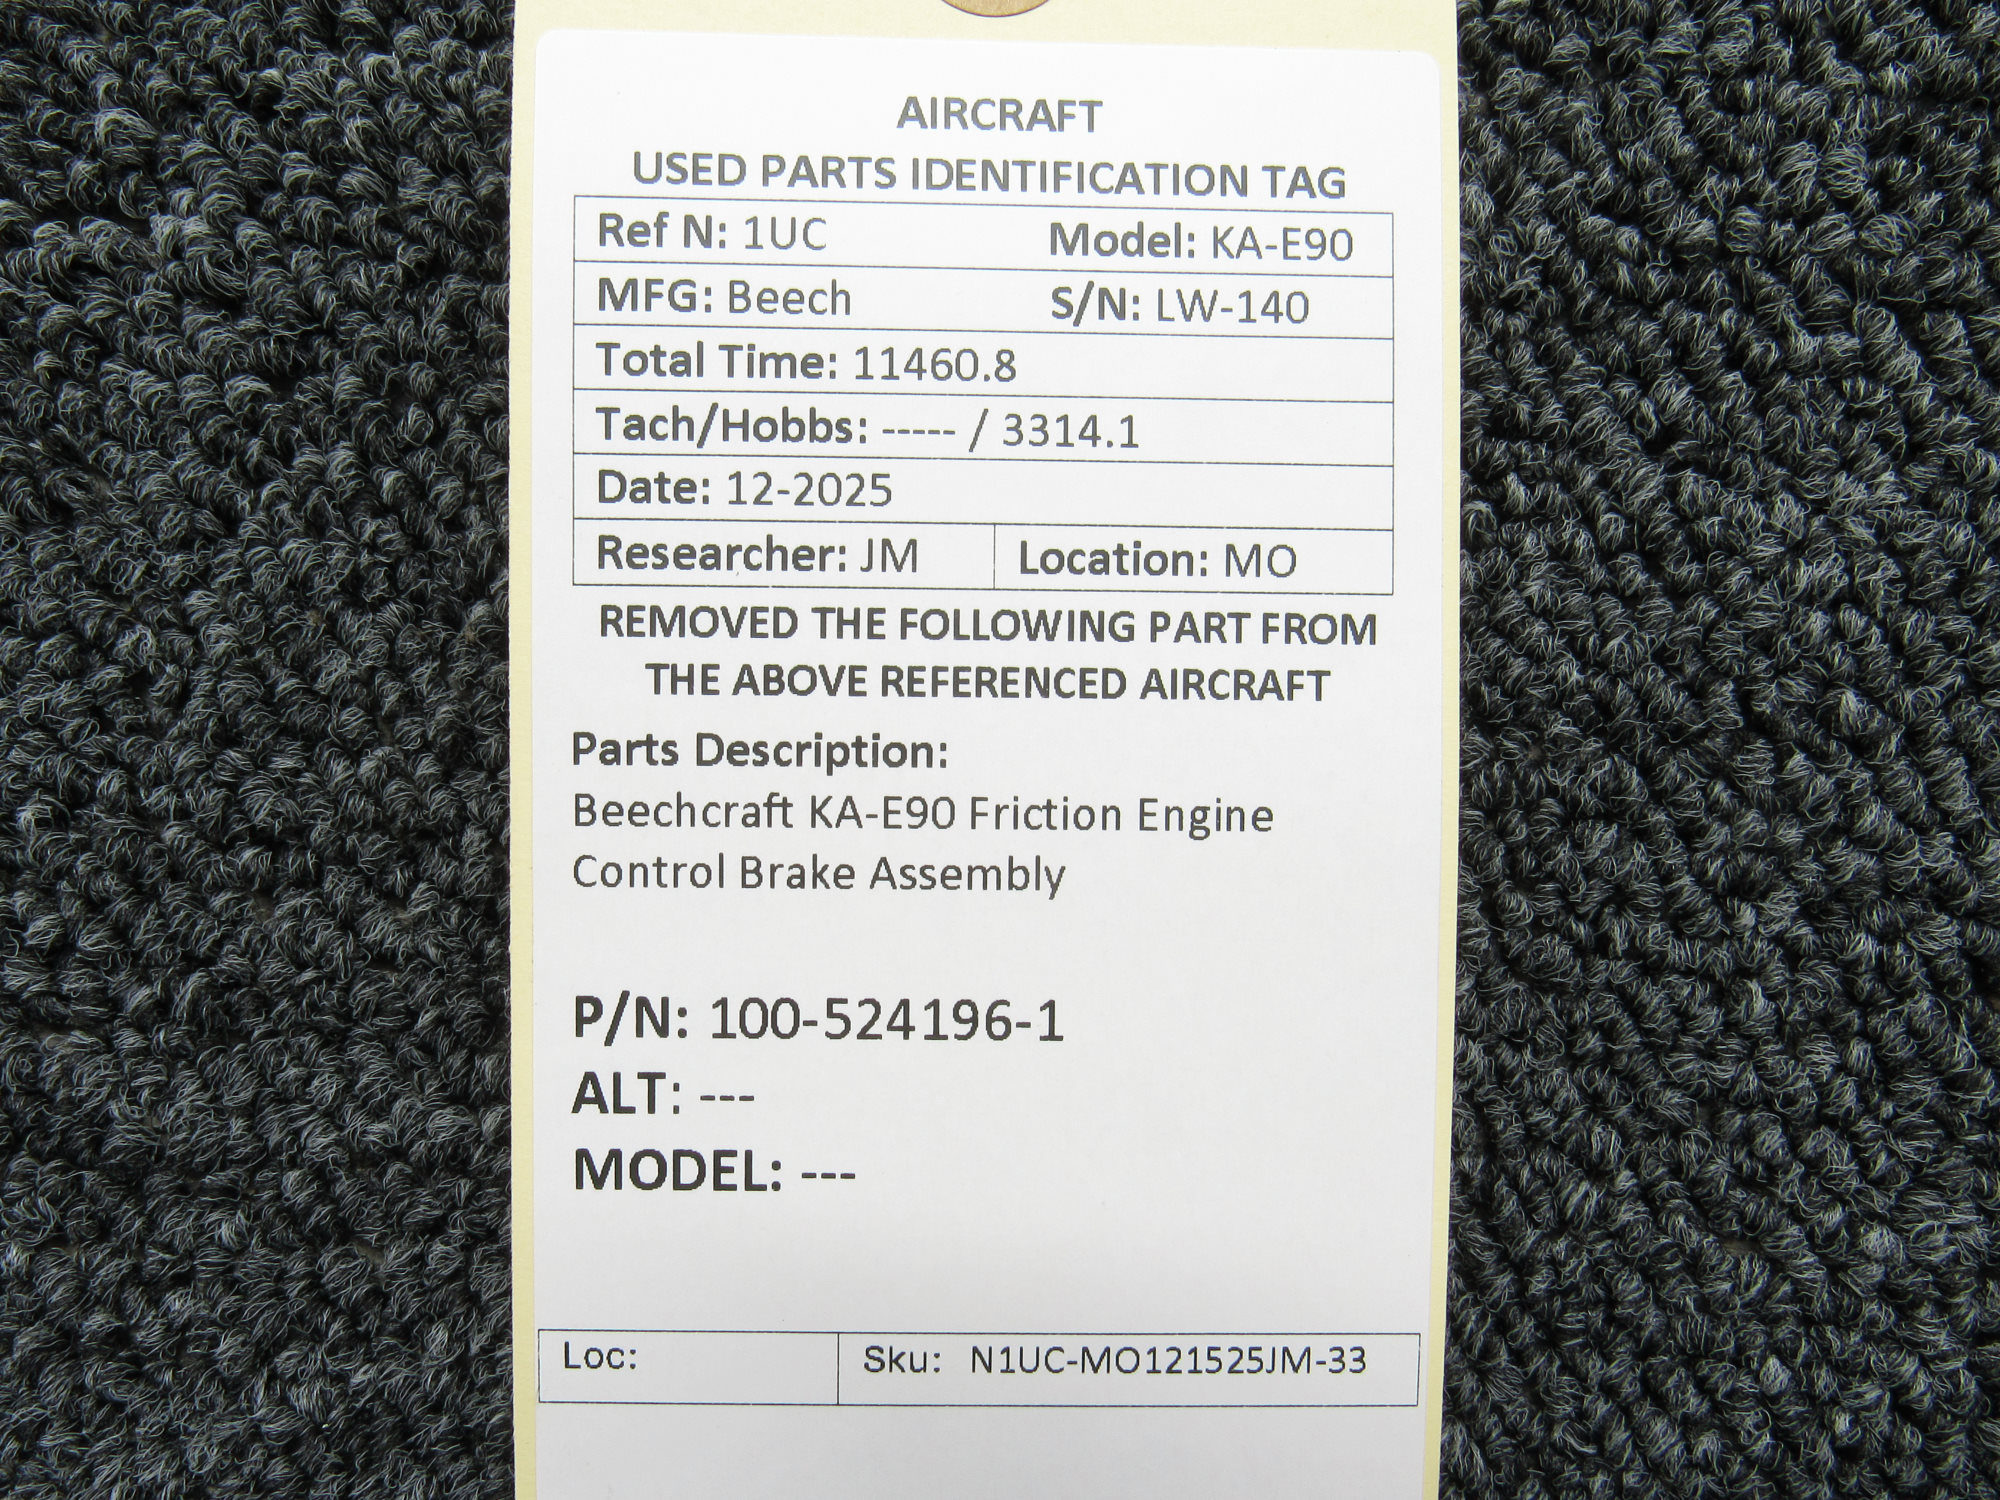 AIRCRAFT
USED PARTS IDENTIFICATION TAG
Ref N: 1UC Model: KA-E90
MFG: Beech S/N: LW-140
Total Time: 11460.8
Tach/Hobbs: ----- / 3314.1
Date: 12-2025
Researcher: JM Location: MO
REMOVED THE FOLLOWING PART FROM
THE ABOVE REFERENCED AIRCRAFT
Parts Description:
Beechcraft KA-E90 Friction Engine
Control Brake Assembly
P/N: 100-524196-1
ALT: ---
MODEL: ---
Loc: Sku: N1UC-MO121525JM-33